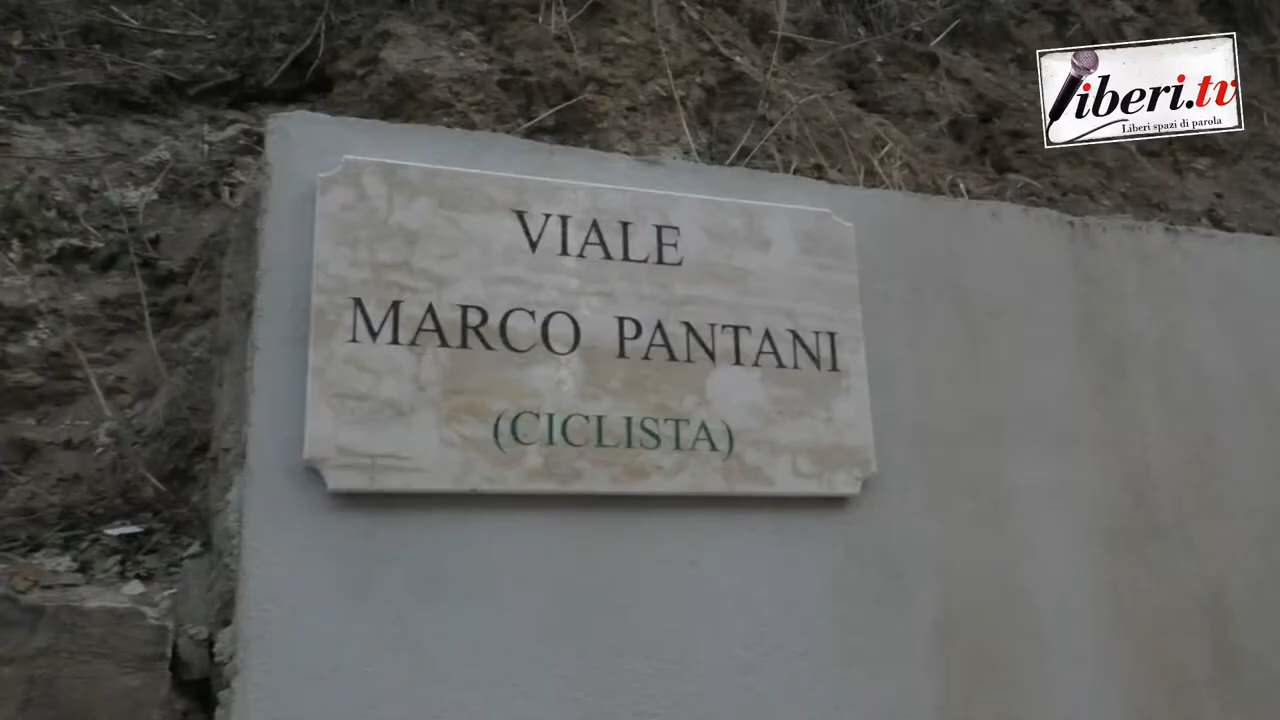 liberi.tv
Liberi spazi di parola
VIALE
MARCO PANTANI
(CICLISTA)